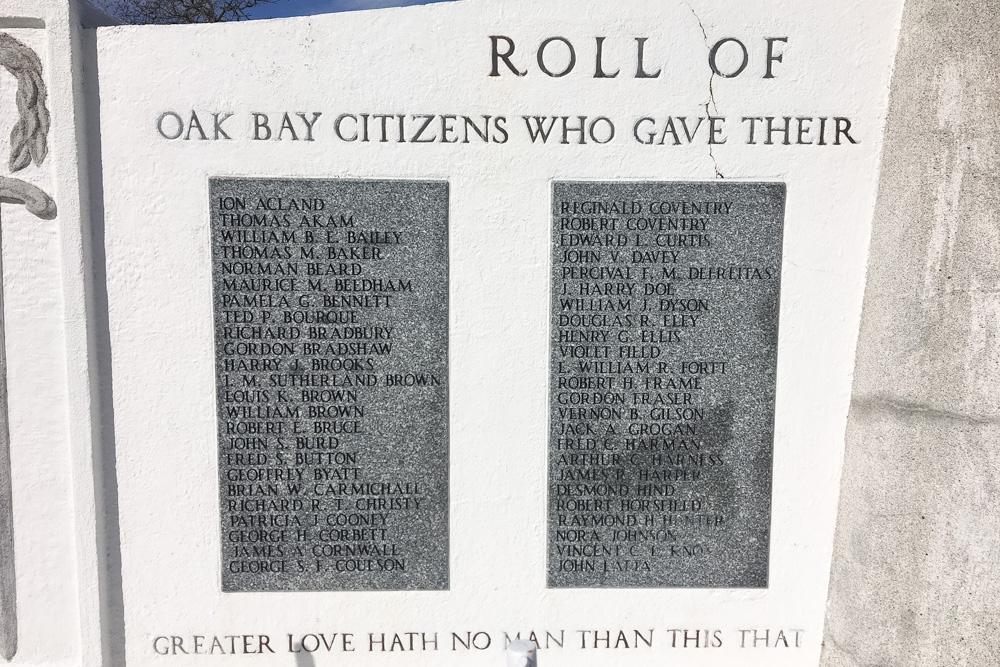 ROLL OF
OAK BAY CITIZENS WHO GAVE THEIR
ION ACLAND
THOMAS AKAM
WILLIAM B. E. BAILEY
THOMAS M. BAKER
NORMAN BEARD
MAURICE M. BEEDHAM
PAMELA G. BENNETT
TED P. BOURQUE
RICHARD BRADBURY
GORDON BRADSHAW
HARRY J. BROOKS
M. SUTHERLAND BROWN
LOUIS K. BROWN
WILLIAM BROWN
ROBERT E. BRUCE
JOHN S. BURD
FRED S. BUTTON
GEOFFREY BYATT
BRIAN W. CARMICHAEL
RICHARD R. T. CHRISTY
PATRICIA J COONEY
GEORGE H. CORBETT
JAMES A CORNWALL
GEORGE S. F. COULSON
REGINALD COVENTRY
ROBERT COVENTRY
EDWARD L. CURTIS
JOHN V. DAVEY
PERCIVAL F. M. DEFREITAS
J. HARRY DOE
WILLIAM J. DYSON
DOUGLAS R. ELEY
HENRY G. ELLIS
VIOLET FIELD
WILLIAM R. FORTT
ROBERT H. FRAME
GORDON FRASER
VERNON B. GILSON
JACK A. GROGAN
FRED C. HARMAN
ARTHUR C. HARNESS
JAMES R. HARPER
DESMOND HIND
ROBERT HORSFIELD
RAYMOND H HUNTER
NORA JOHNSON
VINCENT C. E. KNOX
JOHN LATTA
GREATER LOVE HATH NO MAN THAN THIS THAT